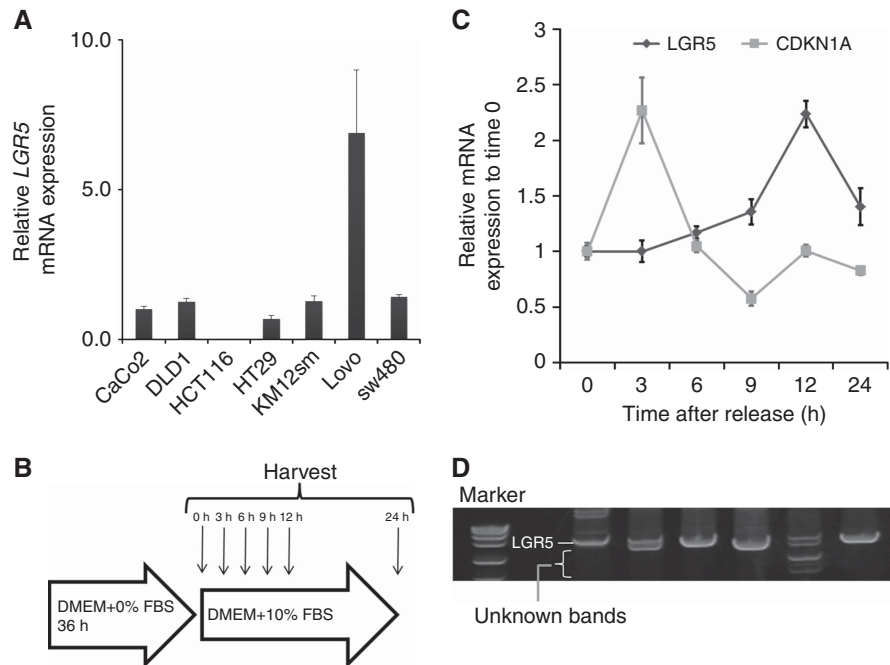 A
Relative LGR5
mRNA expression
10.0
5.0
0.0
CaCo2
DLD1
HCT116
HT29
KM12sm
Lovo
sw480
C
LGR5
CDKN1A
Relative mRNA
expression to time 0
3
2.5
2
1.5
1
0.5
0
0
3
6
9
12
24
Time after release (h)
B
Harvest
0 h
3 h
6 h
9 h
12 h
24 h
DMEM+0% FBS
36 h
DMEM+10% FBS
D
Marker
LGR5
Unknown bands